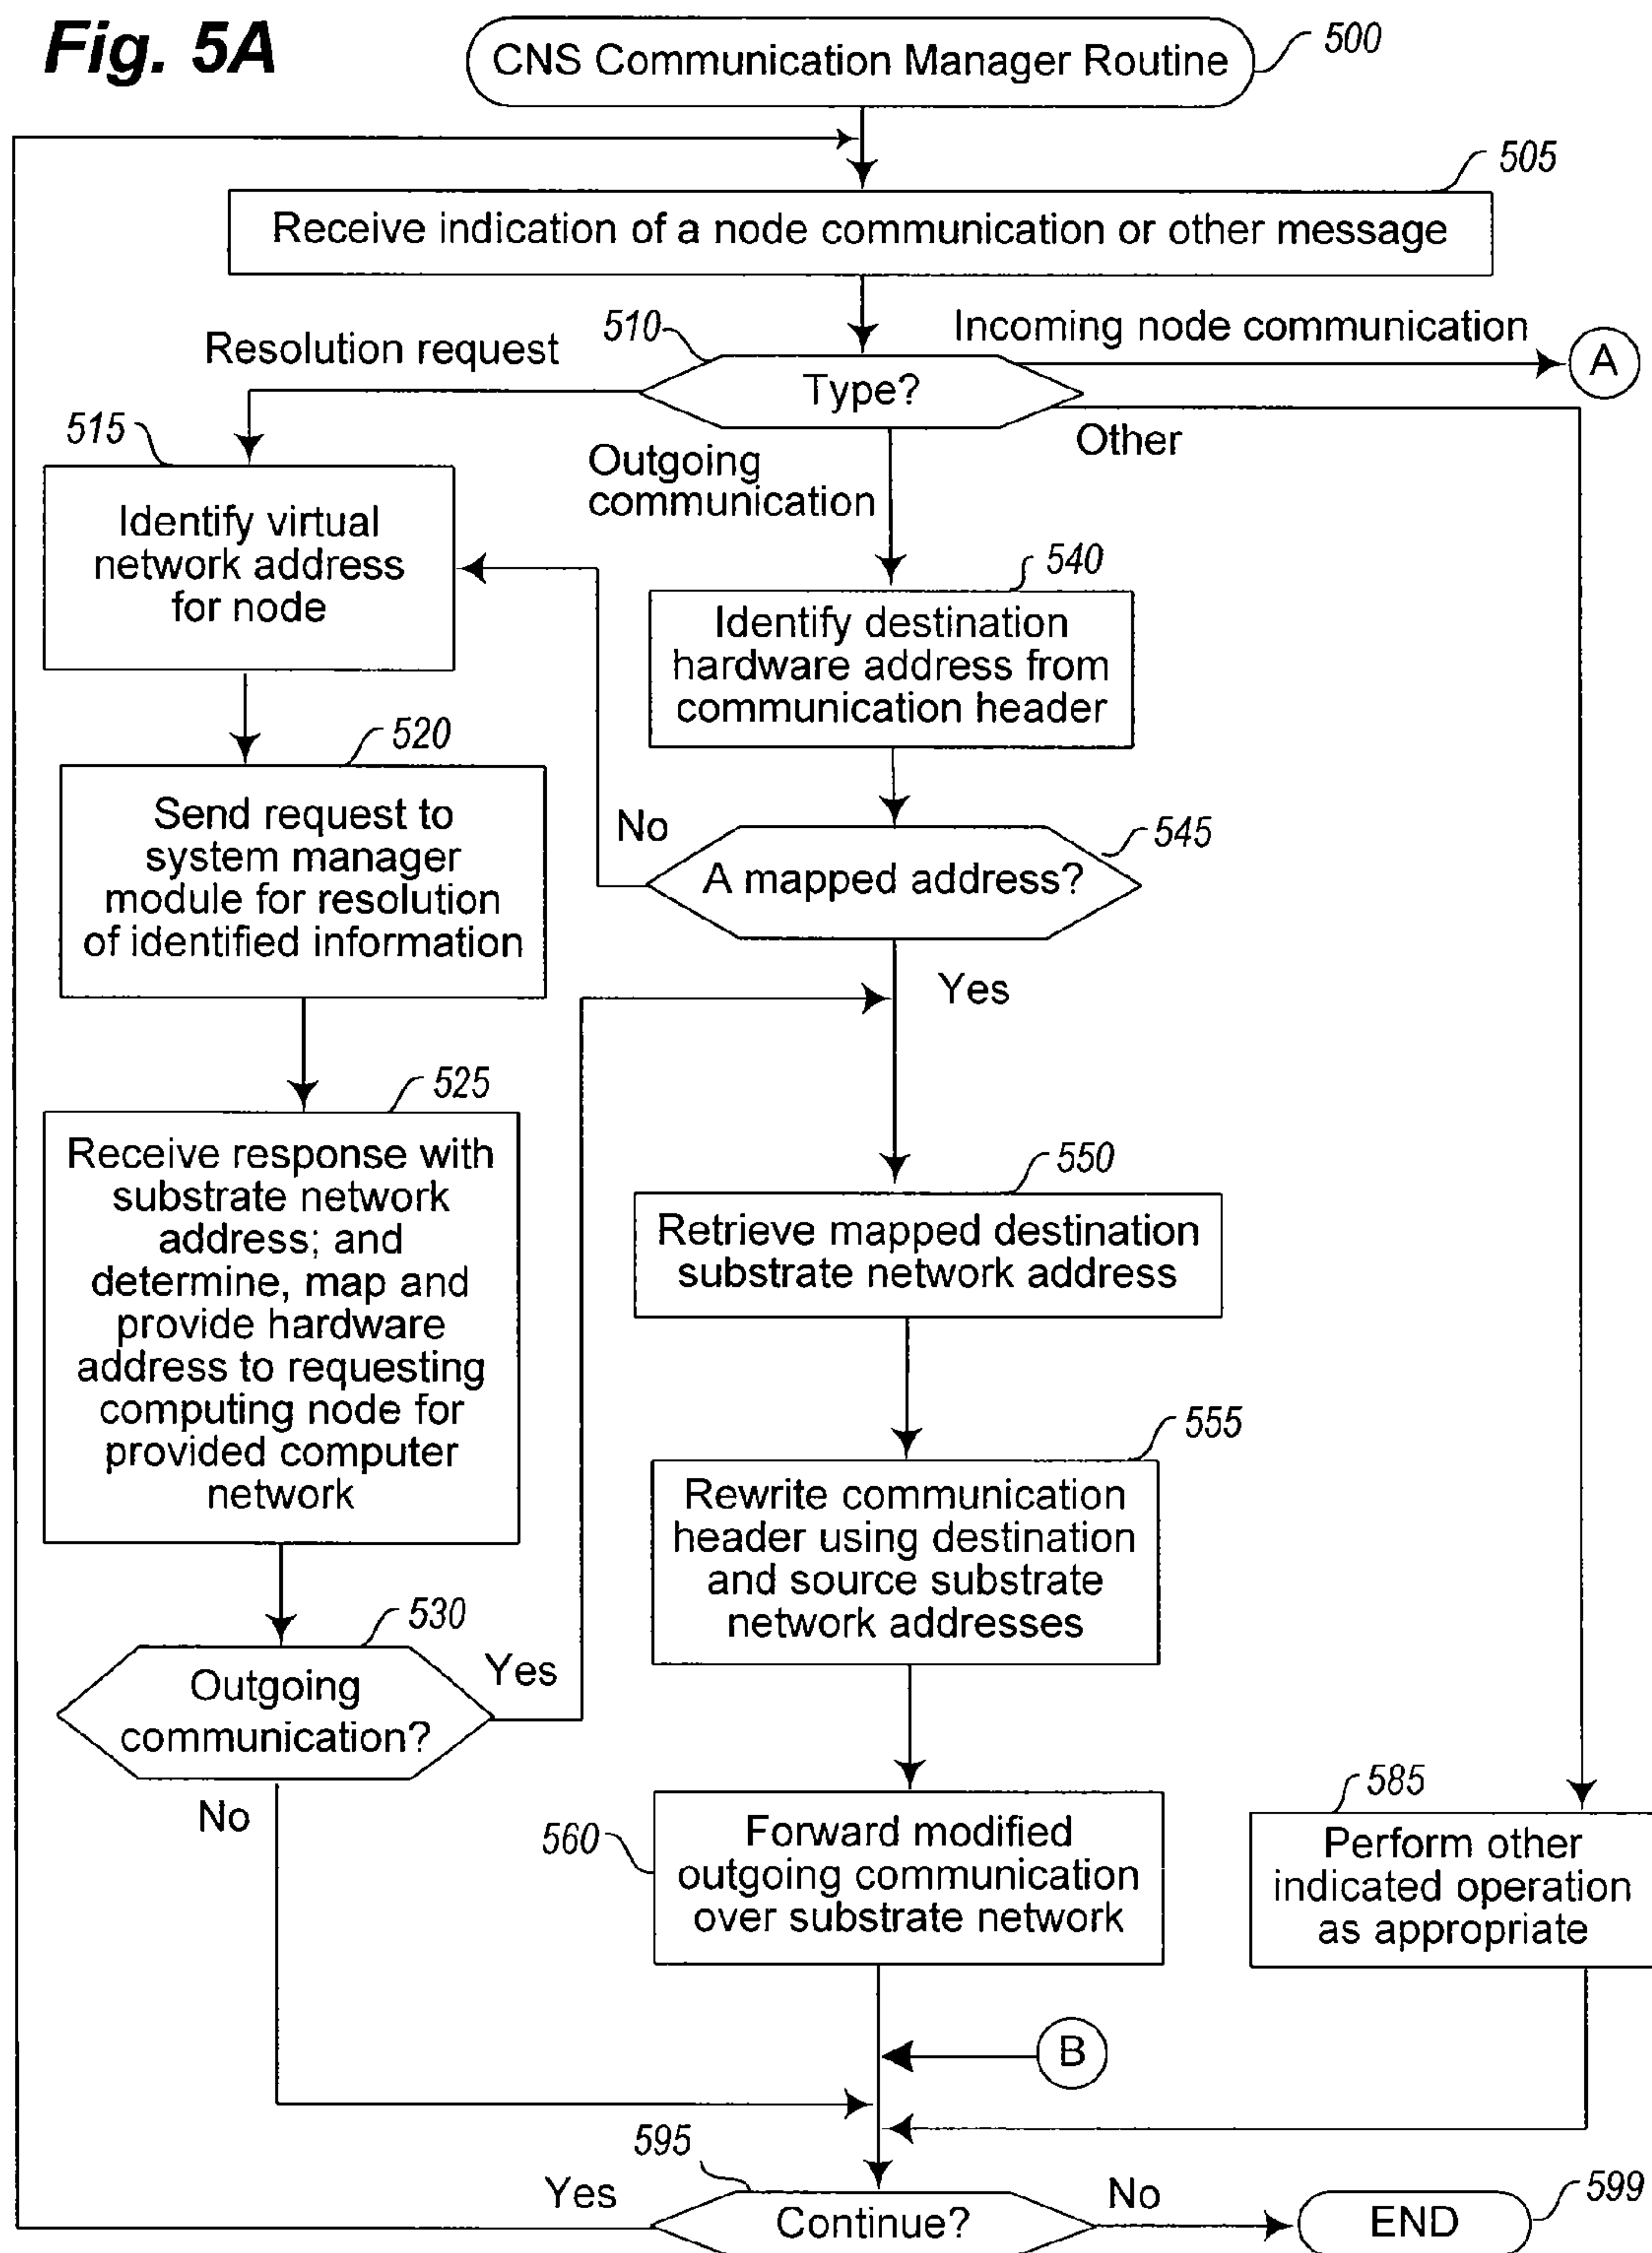 Fig. 5A
CNS Communication Manager Routine
500
505
Receive indication of a node communication or other message
510
Incoming node communication
A
Resolution request
Type?
Other
515
Outgoing
communication
Identify virtual
network address
for node
540
Identify destination
hardware address from
communication header
520
Send request to
system manager
module for resolution
of identified information
No
545
A mapped address?
Yes
525
Receive response with
substrate network
address; and
determine, map and
provide hardware
address to requesting
computing node for
provided computer
network
550
Retrieve mapped destination
substrate network address
555
Rewrite communication
header using destination
and source substrate
network addresses
530
Outgoing
communication?
Yes
No
560
Forward modified
outgoing communication
over substrate network
585
Perform other
indicated operation
as appropriate
B
595
Yes
Continue?
No
END
599